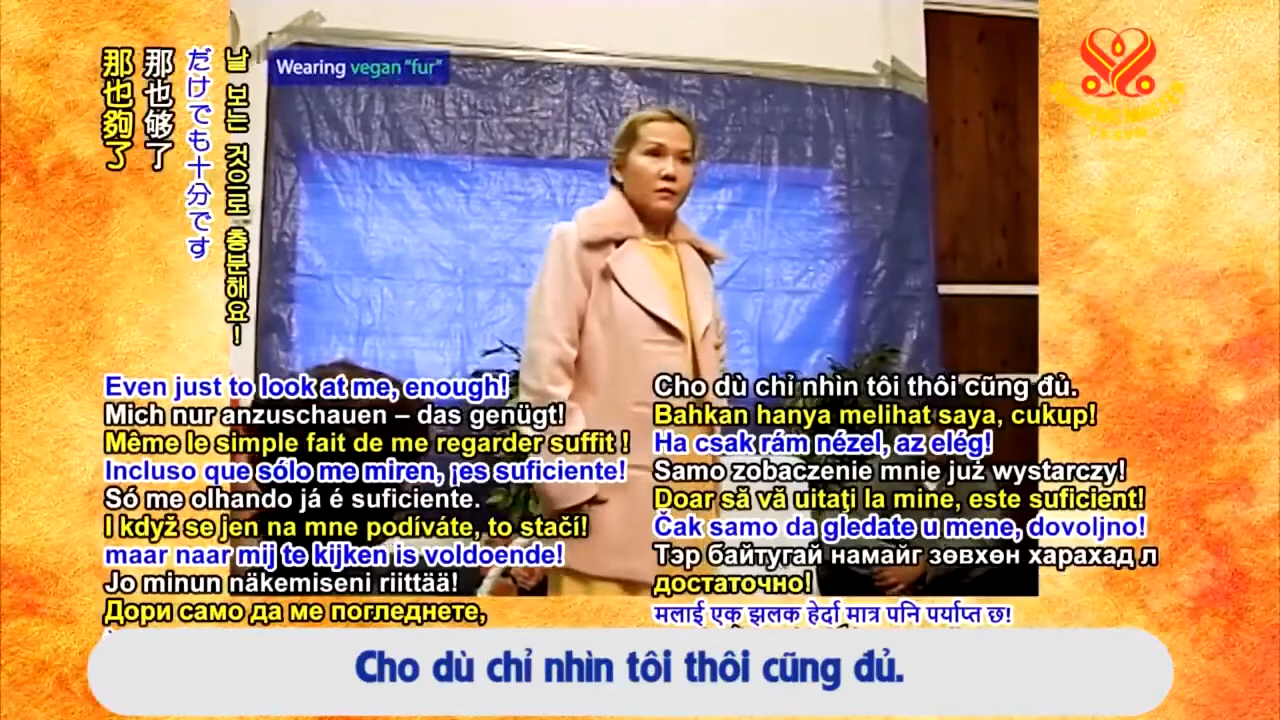 Wearing vegan "fur"
那也夠了
那也够了
だけでも十分です
날 보는 것으로 충분해요!
Even just to look at me, enough!
Mich nur anzuschauen – das genügt!
Même le simple fait de me regarder suffit !
Incluso que sólo me miren, ¡es suficiente!
Só me olhando já é suficiente.
I když se jen na mne podíváte, to stačí!
maar naar mij te kijken is voldoende!
Jo minun näkemiseni riittää!
Дори само да ме погледнете,
Cho dù chỉ nhìn tôi thôi cũng đủ.
Bahkan hanya melihat saya, cukup!
Ha csak rám nézel, az elég!
Samo zobaczenie mnie już wystarczy!
Doar să vă uitaţi la mine, este suficient!
Čak samo da gledate u mene, dovoljno!
Тэр байтугай намайг зөвхөн харахад л
достаточно!
मलाई एक झलक हेर्दा मात्र पनि पर्याप्त छ!
Cho dù chỉ nhìn tôi thôi cũng đủ.